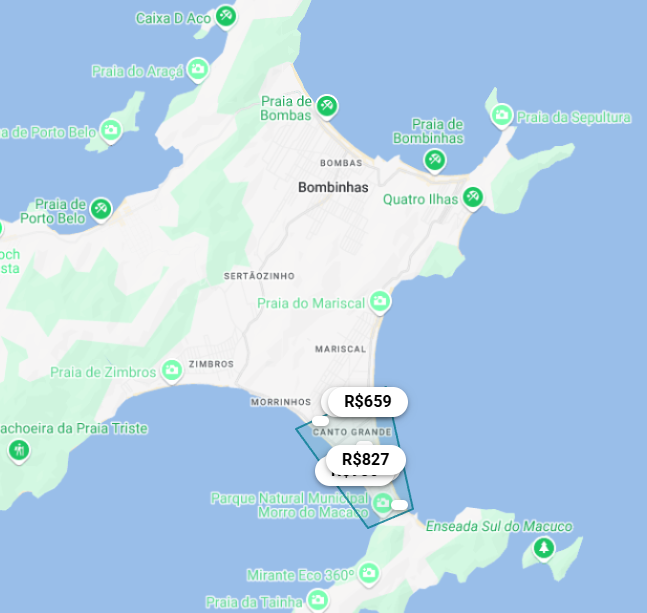 Caixa D Aço
Praia do Araçá
Praia de
Bombas
a de Porto Belo
Praia da Sepultura
Praia de
Bombinhas
BOMBAS
Bombinhas
Quatro Ilhas
Praia de
Porto Belo
och
sta
SERTÃOZINHO
Praia do Mariscal
MARISCAL
ZIMBROS
Praia de Zimbros
R$659
MORRINHOS
achoeira da Praia Triste
CANTO GRANDE
R$827
Parque Natural Municipal
Morro do Macaco
Enseada Sul do Macuco
Mirante Eco 360°
Praia da Tainha